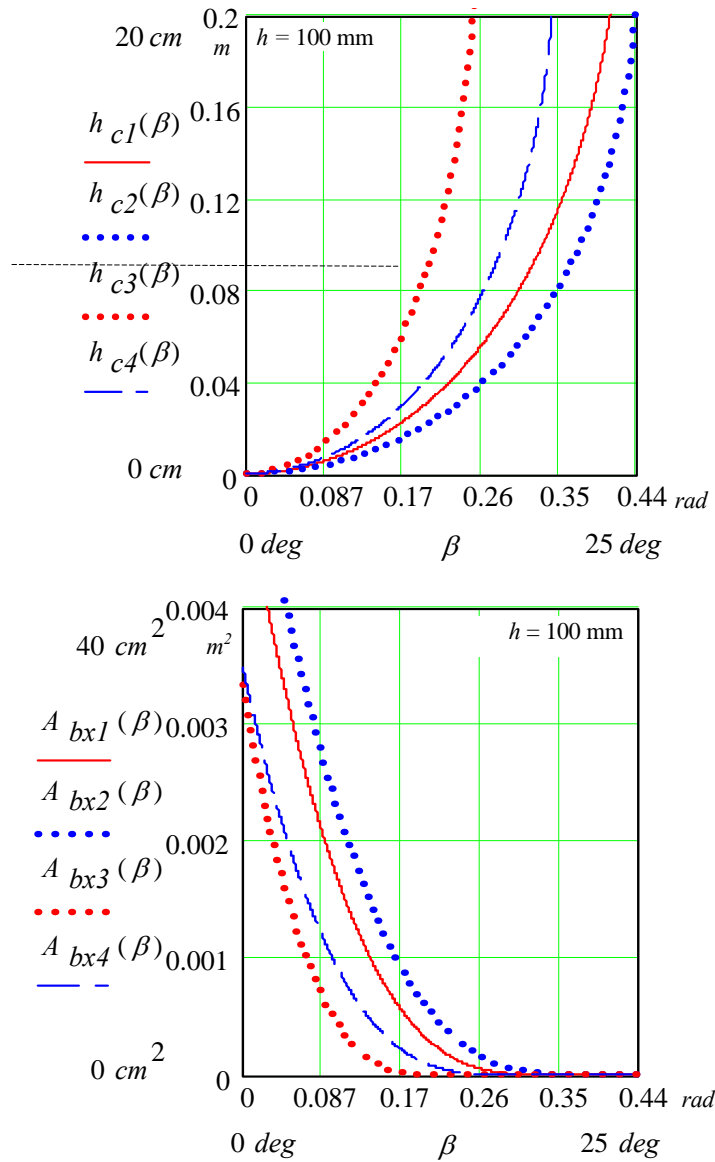 20 cm
m
0.2
h = 100 mm
h c1(β)
h c2(β)
h c3(β)
h c4(β)
0.16
0.12
0.08
0.04
0 cm
0
0 0.087 0.17 0.26 0.35 0.44 rad
0 deg β 25 deg
40 cm²
0.004
m²
h = 100 mm
A bx1(β)
A bx2(β)
A bx3(β)
A bx4(β)
0.003
0.002
0.001
0 cm²
0
0 0.087 0.17 0.26 0.35 0.44 rad
0 deg β 25 deg